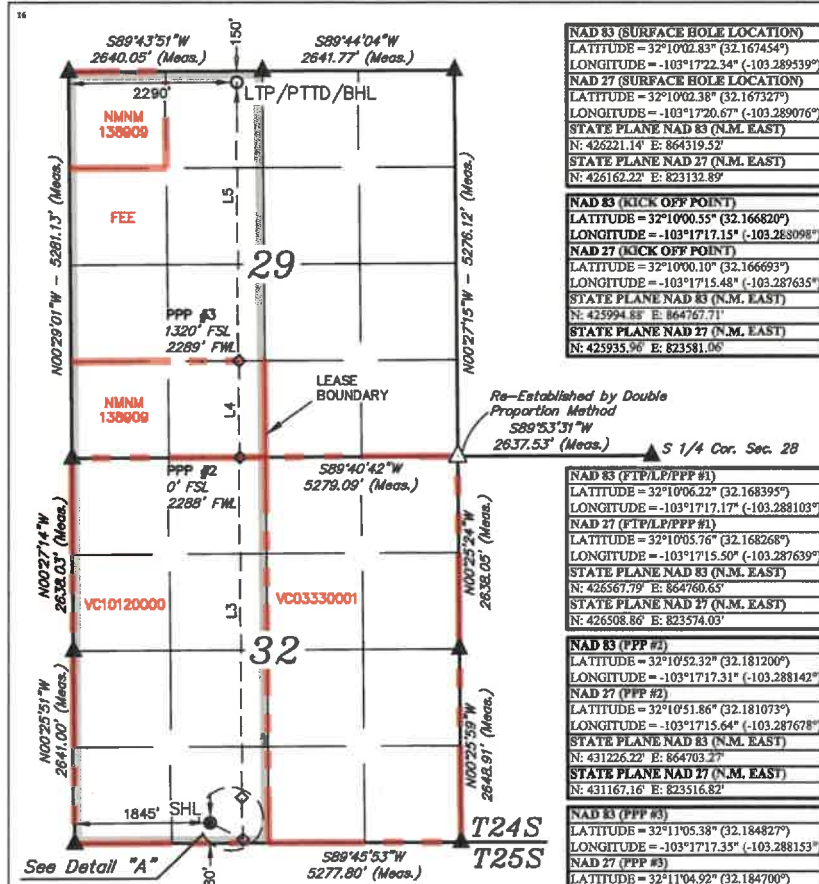 16
S89°43'51"W
2640.05' (Meas.)
150'
S89°44'04"W
2641.77' (Meas.)
2290'
LTP/PTTD/BHL
NMNM
138909
L5
N00°29'01"W - 5281.13' (Meas.)
FEE
29
N00°27'15"W - 5276.12' (Meas.)
PPP #3
1320' FSL
2289' FWL
NMNM
138909
L4
LEASE
BOUNDARY
Re-Established by Double
Proportion Method
S89°53'31"W
2637.53' (Meas.)
S 1/4 Cor. Sec. 28
PPP #2
0' FSL
2288' FWL
S89°40'42"W
5279.09' (Meas.)
N00°27'14"W
2638.03' (Meas.)
N00°25'24"W
2638.05' (Meas.)
VC10120000
L3
VC03330001
32
N00°25'51"W
2641.00' (Meas.)
N00°25'59"W
2648.91' (Meas.)
1845'
SHL
T24S
T25S
See Detail "A"
80'
S89°45'53"W
5277.80' (Meas.)
NAD 83 (SURFACE HOLE LOCATION)
LATITUDE = 32°10'02.83" (32.167454°)
LONGITUDE = -103°17'22.34" (-103.289539°)
NAD 27 (SURFACE HOLE LOCATION)
LATITUDE = 32°10'02.38" (32.167327°)
LONGITUDE = -103°17'20.67" (-103.289076°)
STATE PLANE NAD 83 (N.M. EAST)
N: 426221.14' E: 864319.52'
STATE PLANE NAD 27 (N.M. EAST)
N: 426162.22' E: 823132.89'
NAD 83 (KICK OFF POINT)
LATITUDE = 32°10'00.55" (32.166820°)
LONGITUDE = -103°17'17.15" (-103.288098°)
NAD 27 (KICK OFF POINT)
LATITUDE = 32°10'00.10" (32.166693°)
LONGITUDE = -103°17'15.48" (-103.287635°)
STATE PLANE NAD 83 (N.M. EAST)
N: 425994.88' E: 864767.71'
STATE PLANE NAD 27 (N.M. EAST)
N: 425935.96' E: 823581.06'
NAD 83 (FTP/LP/PPP #1)
LATITUDE = 32°10'06.22" (32.168395°)
LONGITUDE = -103°17'17.17" (-103.288103°)
NAD 27 (FTP/LP/PPP #1)
LATITUDE = 32°10'05.76" (32.168268°)
LONGITUDE = -103°17'15.50" (-103.287639°)
STATE PLANE NAD 83 (N.M. EAST)
N: 426567.79' E: 864760.65'
STATE PLANE NAD 27 (N.M. EAST)
N: 426508.86' E: 823574.03'
NAD 83 (PPP #2)
LATITUDE = 32°10'52.32" (32.181200°)
LONGITUDE = -103°17'17.31" (-103.288142°)
NAD 27 (PPP #2)
LATITUDE = 32°10'51.86" (32.181073°)
LONGITUDE = -103°17'15.64" (-103.287678°)
STATE PLANE NAD 83 (N.M. EAST)
N: 431226.22' E: 864703.27'
STATE PLANE NAD 27 (N.M. EAST)
N: 431167.16' E: 823516.82'
NAD 83 (PPP #3)
LATITUDE = 32°11'05.38" (32.184827°)
LONGITUDE = -103°17'17.35" (-103.288153°)
NAD 27 (PPP #3)
LATITUDE = 32°11'04.92" (32.184700°)